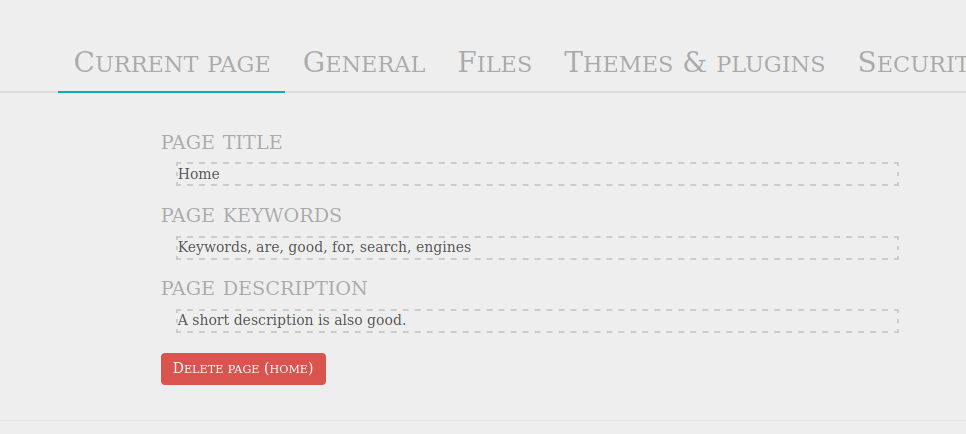 Current page General Files Themes & plugins Securit
PAGE TITLE
Home
PAGE KEYWORDS
Keywords, are, good, for, search, engines
PAGE DESCRIPTION
A short description is also good.
Delete page (home)